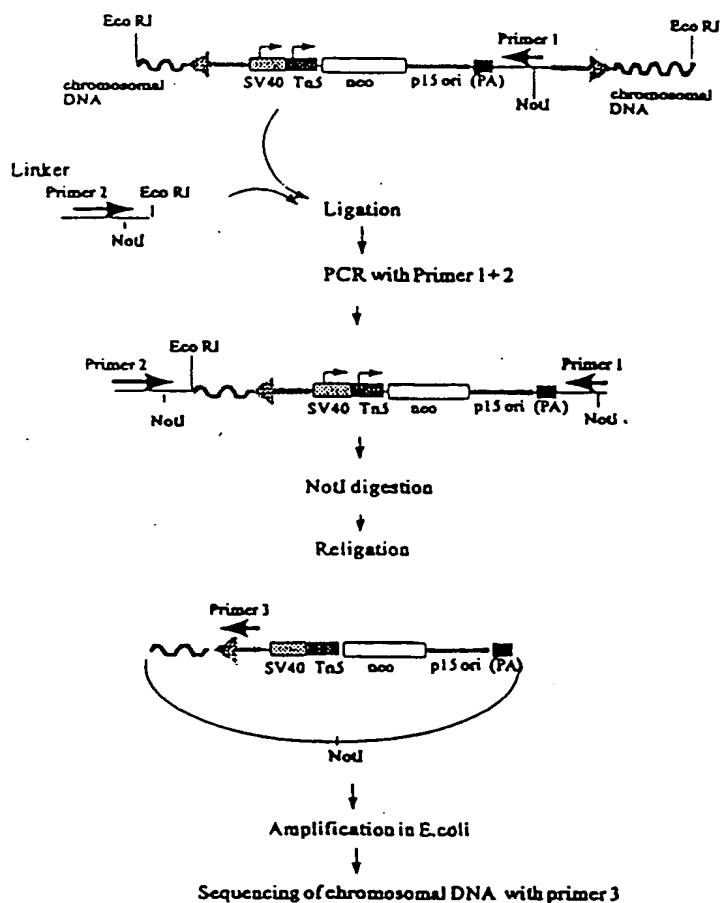 Eco RI
Eco RI
Primer 1
chromosomal DNA
SV40 Tn5 neo p15 ori (PA)
NotI
chromosomal DNA
Linker
Primer 2 Eco RI
NotI
Ligation
PCR with Primer 1+2
Primer 2
Eco RI
Primer 1
NotI
SV40 Tn5 neo p15 ori (PA)
NotI
NotI digestion
Religation
Primer 3
SV40 Tn5 neo p15 ori (PA)
NotI
Amplification in E.coli
Sequencing of chromosomal DNA with primer 3